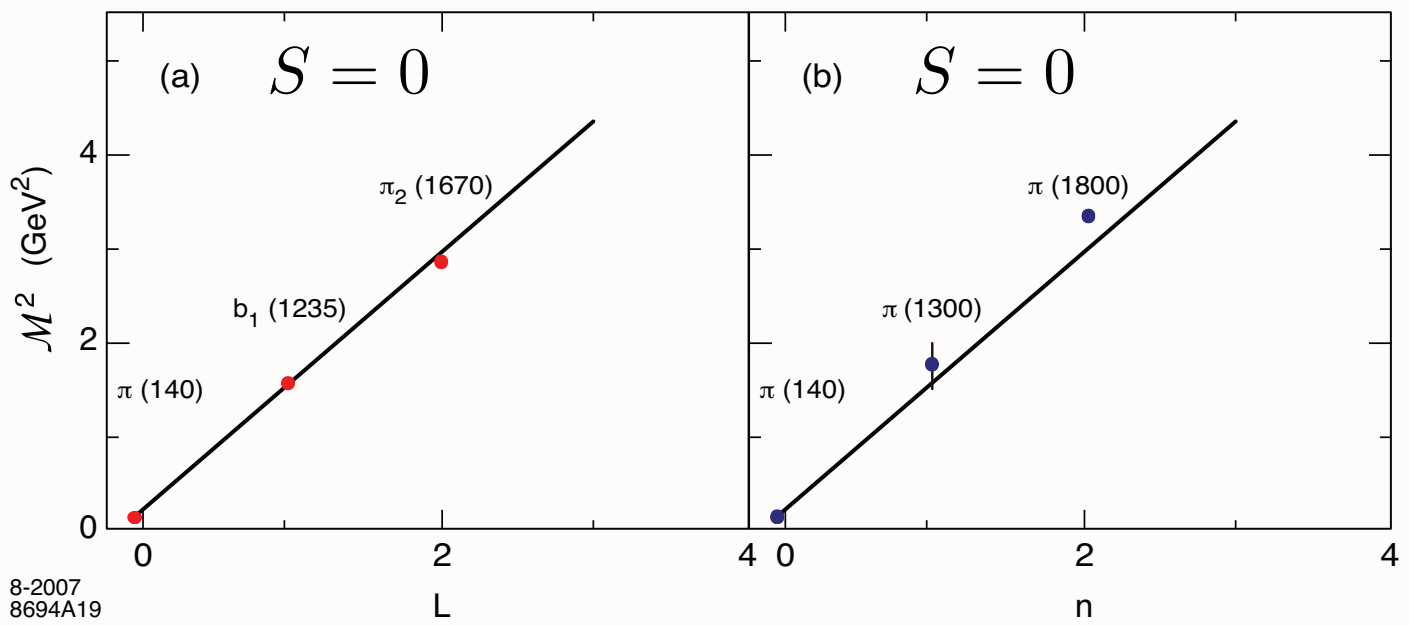 (a) S = 0
(b) S = 0
4
2
0
M² (GeV²)
π₂ (1670)
b₁ (1235)
π (140)
π (1800)
π (1300)
π (140)
0 2 4
0 2 4
L
n
8-2007
8694A19